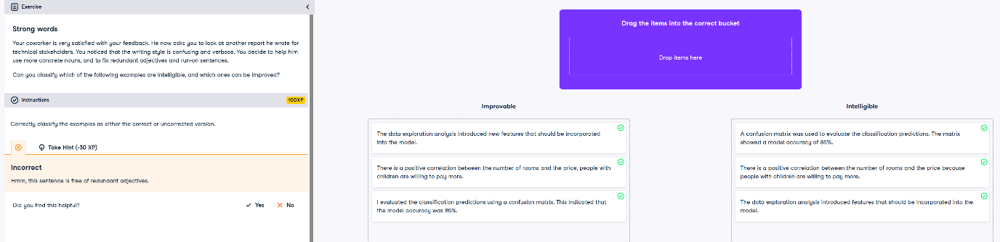 Exercise
Strong words
Your coworker is very satisfied with your feedback. He now asks you to look at another report he wrote for
technical stakeholders. You noticed that the writing style is confusing and verbose. You decide to help him
use more concrete nouns, and to fix redundant adjectives and run-on sentences.
Can you classify which of the following examples are intelligible, and which ones can be improved?
Instructions
100XP
Correctly classify the examples as either the correct or uncorrected version.
Take Hint (-30 XP)
Incorrect
Hmm, this sentence is free of redundant adjectives.
Did you find this helpful?
Yes
No
Drag the items into the correct bucket
Drop items here
Improvable
The data exploration analysis introduced new features that should be incorporated
into the model.
There is a positive correlation between the number of rooms and the price, people with
children are willing to pay more.
I evaluated the classification predictions using a confusion matrix. This indicated that
the model accuracy was 85%.
Intelligible
A confusion matrix was used to evaluate the classification predictions. The matrix
showed a model accuracy of 85%.
There is a positive correlation between the number of rooms and the price because
people with children are willing to pay more.
The data exploration analysis introduced features that should be incorporated into the
model.